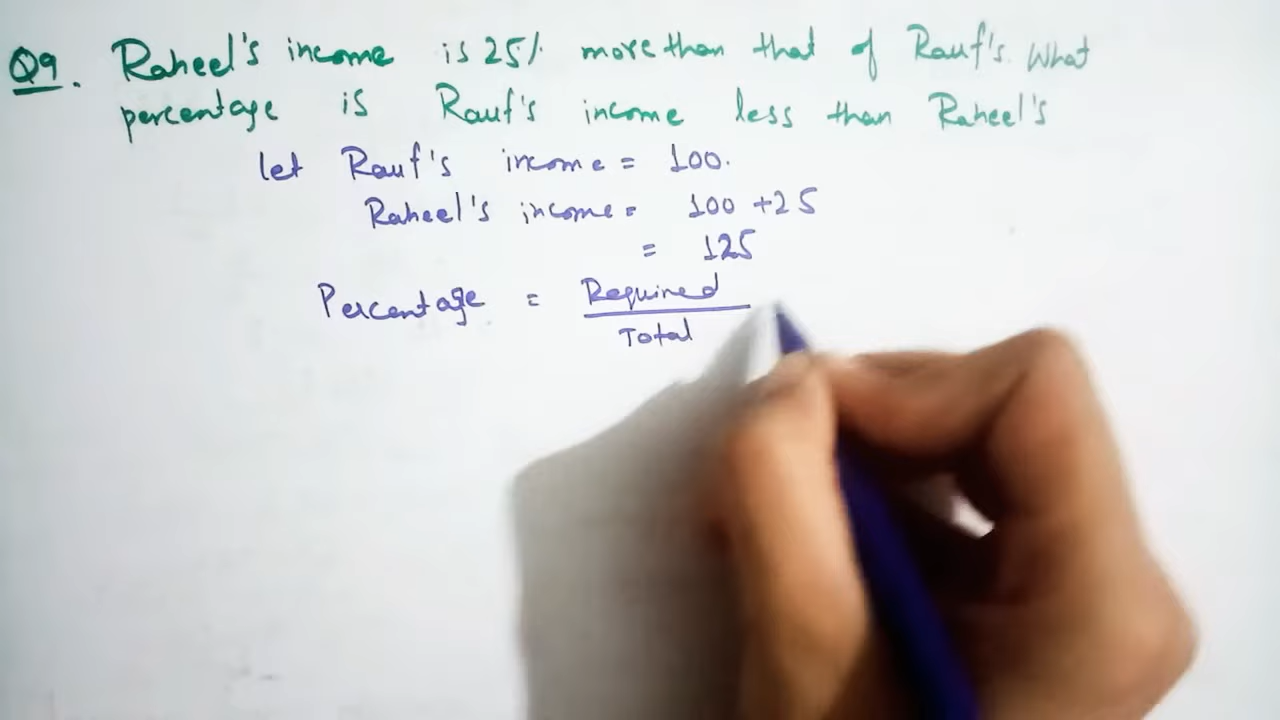 Q9. Raheel's income is 25% more than that of Rauf's. What
percentage is Rauf's income less than Raheel's
let Rauf's income = 100.
Raheel's income = 100 + 25
= 125
Percentage = Required
Total